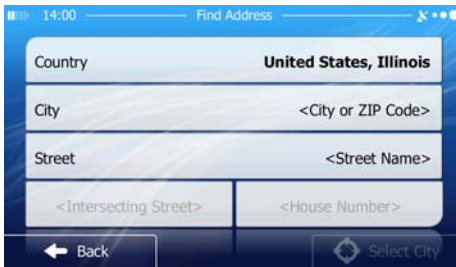 14:00 Find Address
Country United States, Illinois
City <City or ZIP Code>
Street <Street Name>
<Intersecting Street> <House Number>
Back Select City